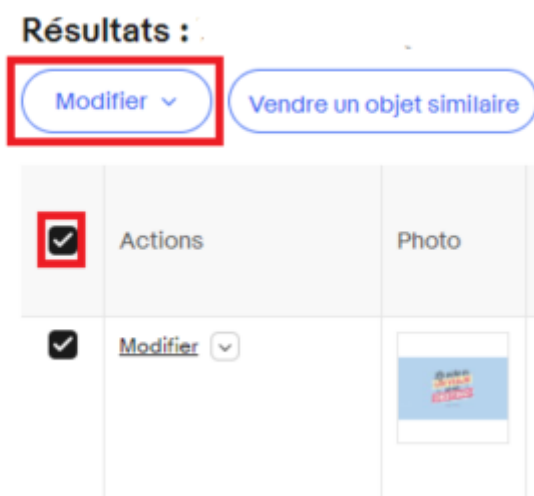 Résultats :
Modifier
Vendre un objet similaire
Actions
Photo
Modifier